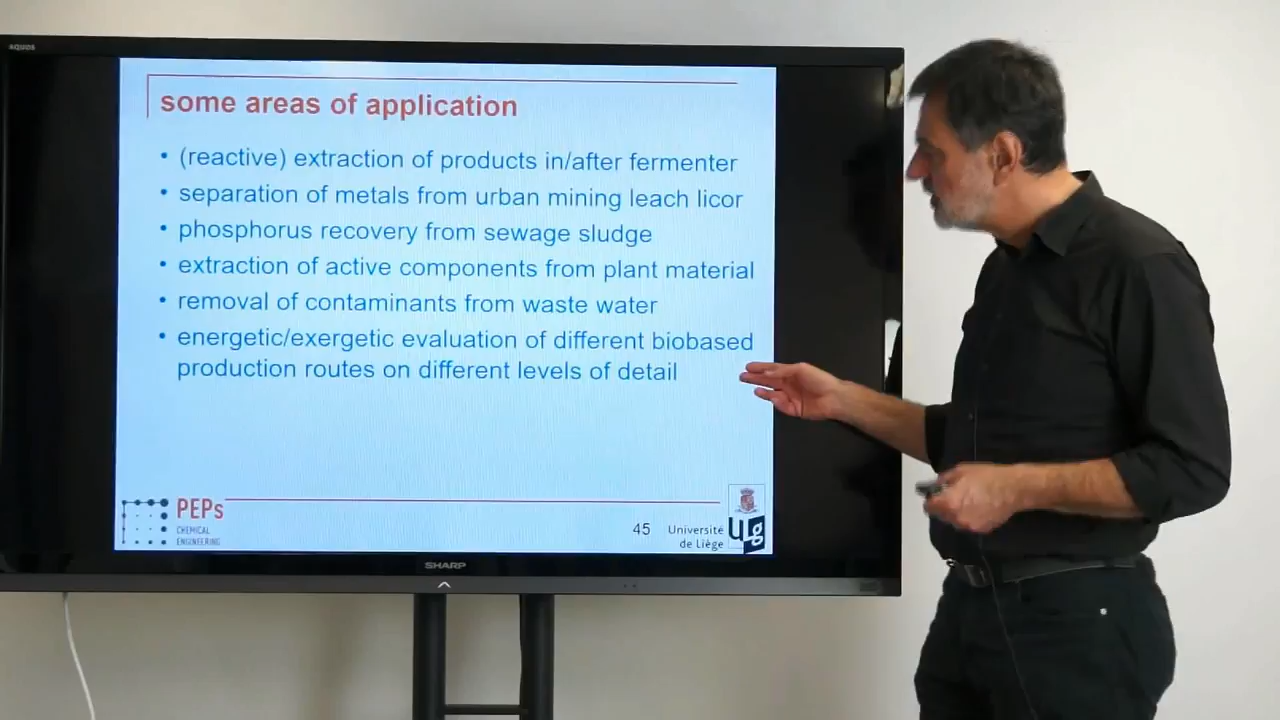 AQUOS
some areas of application
• (reactive) extraction of products in/after fermenter
• separation of metals from urban mining leach licor
• phosphorus recovery from sewage sludge
• extraction of active components from plant material
• removal of contaminants from waste water
• energetic/exergetic evaluation of different biobased
production routes on different levels of detail
PEPs
CHEMICAL
ENGINEERING
45
Université
de Liège
ULg
SHARP